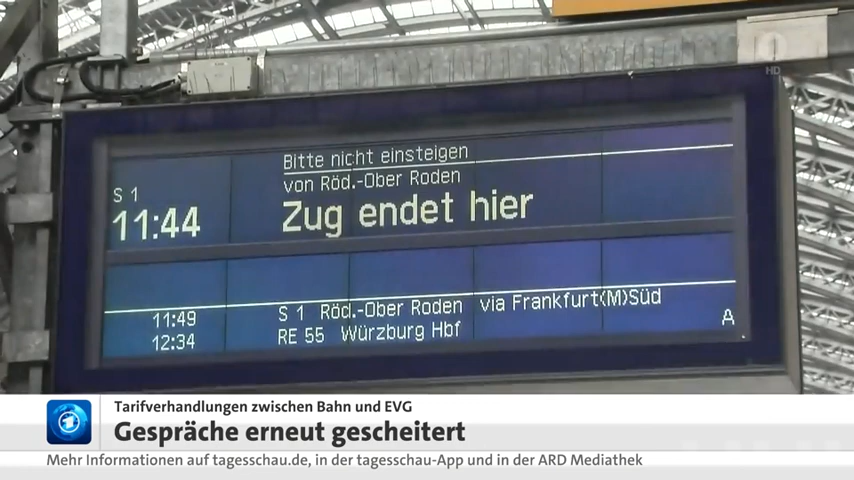 HD
Bitte nicht einsteigen
von Röd.-Ober Roden
S 1
11:44 Zug endet hier
11:49 S 1 Röd.-Ober Roden via Frankfurt(M)Süd
12:34 RE 55 Würzburg Hbf A
Tarifverhandlungen zwischen Bahn und EVG
Gespräche erneut gescheitert
Mehr Informationen auf tagesschau.de, in der tagesschau-App und in der ARD Mediathek